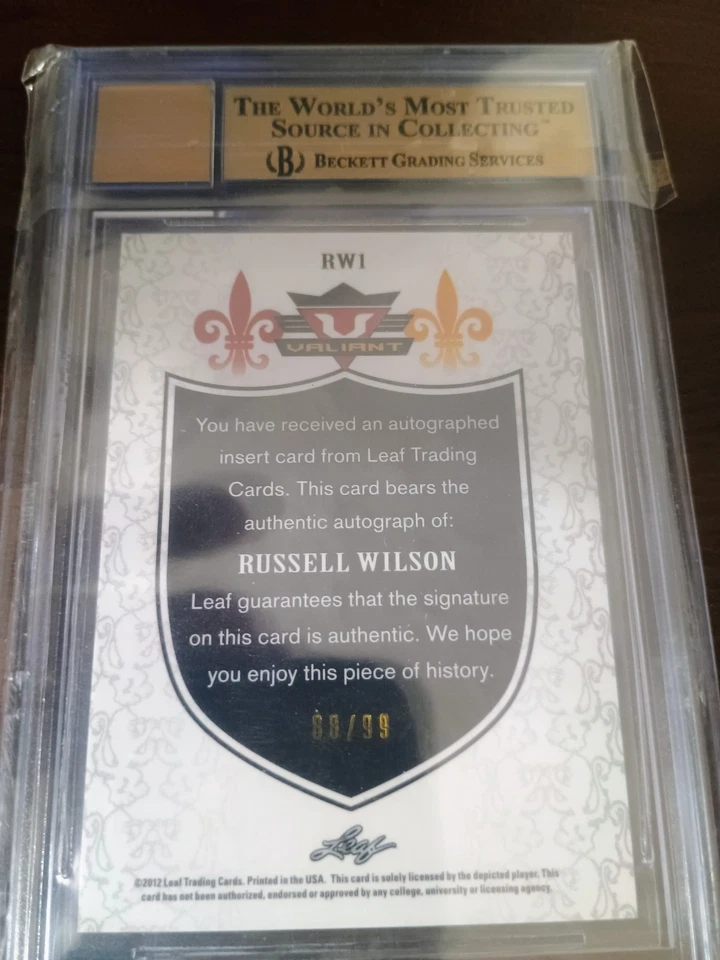 THE WORLD'S MOST TRUSTED
SOURCE IN COLLECTING™
(B) BECKETT GRADING SERVICES
RW1
VALIANT
You have received an autographed
insert card from Leaf Trading
Cards. This card bears the
authentic autograph of:
RUSSELL WILSON
Leaf guarantees that the signature
on this card is authentic. We hope
you enjoy this piece of history.
88/99
Leaf
©2012 Leaf Trading Cards. Printed in the USA. This card is solely licensed by the depicted player. This
card has not been authorized, endorsed or approved by any college, university or licensing agency.